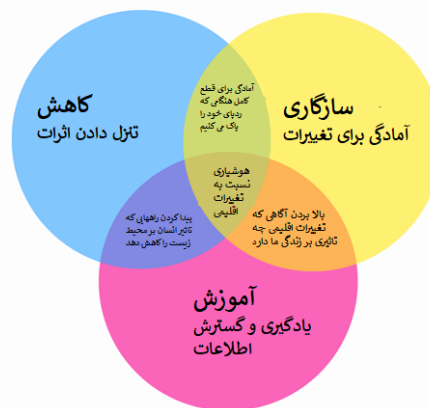 کاهش
تنزل دادن اثرات
سازگاری
آمادگی برای تغییرات
آمادگی برای قطع
کامل هنگامی که
ردپای خود را
پاک می کنیم
هوشیاری
نسبت به
تغییرات
اقلیمی
پیدا کردن راههایی که
تاثیر انسان بر محیط
زیست را کاهش دهد
بالا بردن آگاهی که
تغییرات اقلیمی چه
تاثیری بر زندگی ما دارد
آموزش
یادگیری و گسترش
اطلاعات